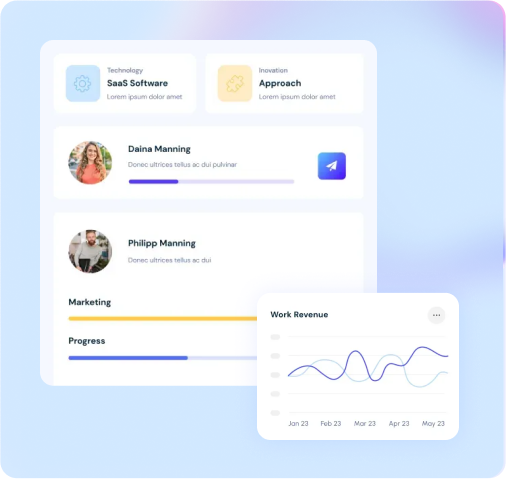 Technology
SaaS Software
Lorem ipsum dolor amet
Inovation
Approach
Lorem ipsum dolor amet
Daina Manning
Donec ultrices tellus ac dui pulvinar
Philipp Manning
Donec ultrices tellus ac dui
Marketing
Progress
Work Revenue
Jan 23 Feb 23 Mar 23 Apr 23 May 23